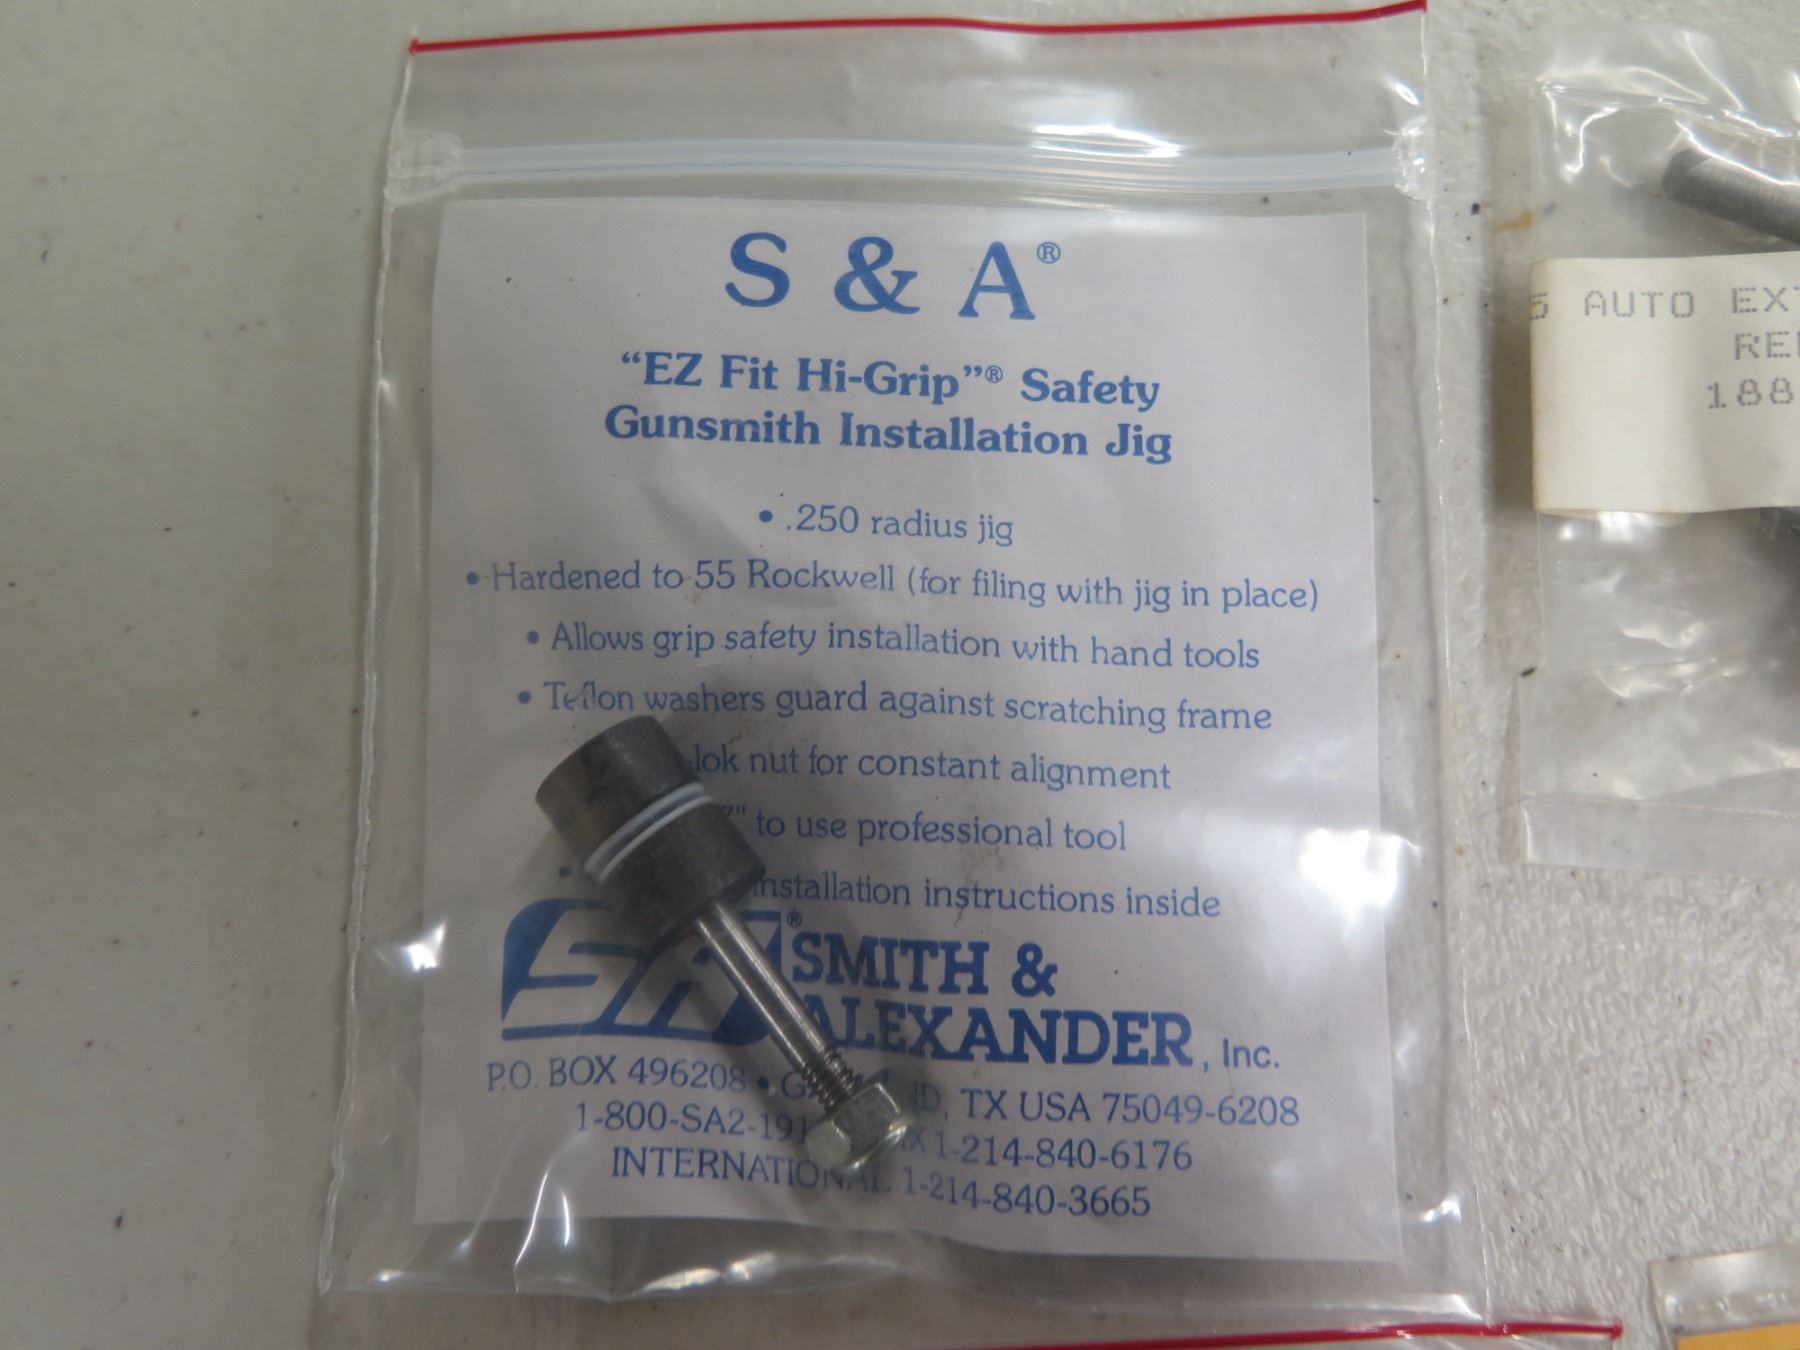 S & A®
“EZ Fit Hi-Grip”® Safety
Gunsmith Installation Jig
• .250 radius jig
• Hardened to 55 Rockwell (for filing with jig in place)
• Allows grip safety installation with hand tools
• Teflon washers guard against scratching frame
nut for constant alignment
to use professional tool
• installation instructions inside
® SMITH &
ALEXANDER, Inc.
P.O. BOX 496208 • TX USA 75049-6208
1-214-840-6176
INTERNATIONAL 1-214-840-3665
AUTO
188